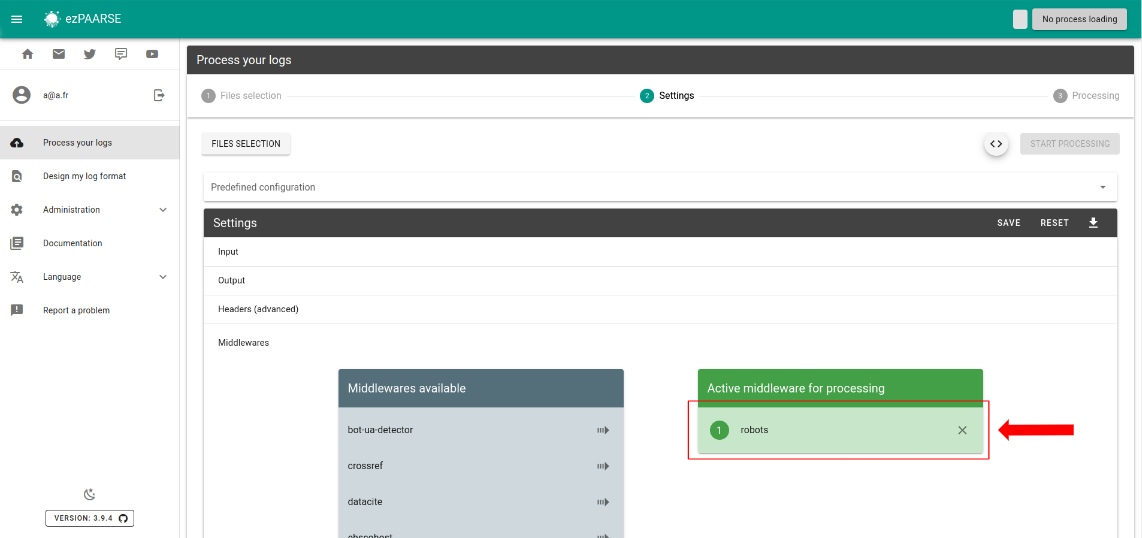 ezPAARSE
No process loading
a@a.fr
Process your logs
Design my log format
Administration
Documentation
Language
Report a problem
VERSION: 3.9.4
Process your logs
1 Files selection
2 Settings
3 Processing
FILES SELECTION
START PROCESSING
Predefined configuration
Settings
SAVE RESET
Input
Output
Headers (advanced)
Middlewares
Middlewares available
bot-ua-detector
crossref
datacite
Active middleware for processing
1 robots